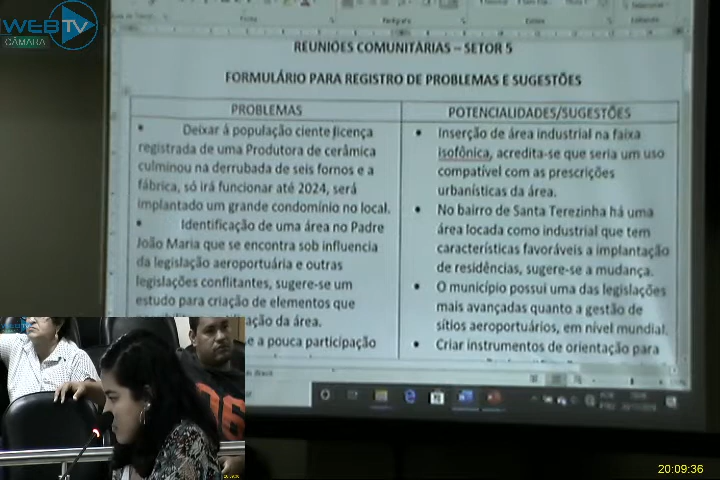 WEBTV
CÂMARA
REUNIÕES COMUNITÁRIAS – SETOR 5
FORMULÁRIO PARA REGISTRO DE PROBLEMAS E SUGESTÕES
PROBLEMAS
• Deixar à população ciente licença
registrada de uma Produtora de cerâmica
culminou na derrubada de seis fornos e a
fábrica, só irá funcionar até 2024, será
implantado um grande condomínio no local.
• Identificação de uma área no Padre
João Maria que se encontra sob influencia
da legislação aeroportuária e outras
legislações conflitantes, sugere-se um
estudo para criação de elementos que
ação da área.
e a pouca participação
POTENCIALIDADES/SUGESTÕES
• Inserção de área industrial na faixa
isofônica, acredita-se que seria um uso
compatível com as prescrições
urbanísticas da área.
• No bairro de Santa Terezinha há uma
área locada como industrial que tem
características favoráveis a implantação
de residências, sugere-se a mudança.
• O município possui uma das legislações
mais avançadas quanto a gestão de
sítios aeroportuários, em nível mundial.
• Criar instrumentos de orientação para
20:09:36